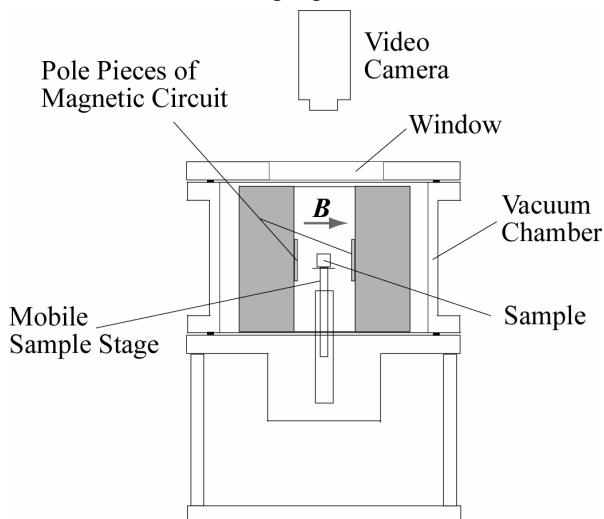 Video
Camera
Pole Pieces of
Magnetic Circuit
Window
B
Vacuum
Chamber
Mobile
Sample Stage
Sample